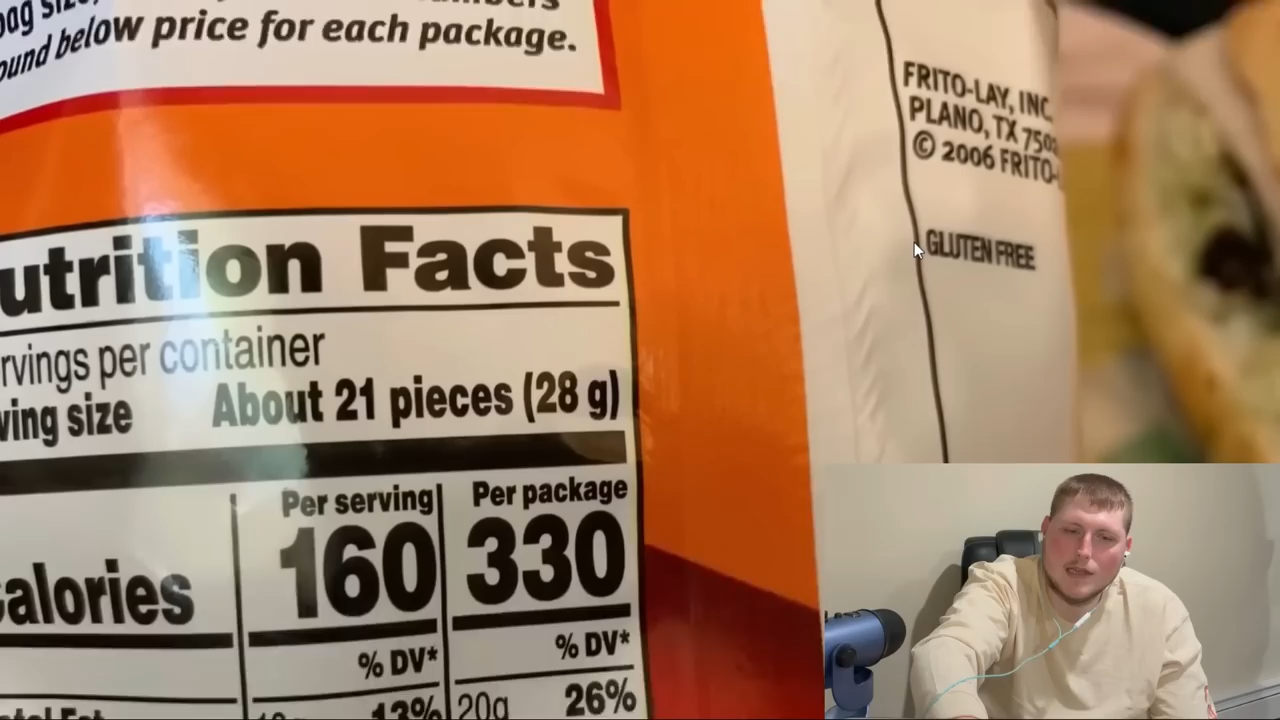 ound below price for each package.
FRITO-LAY, INC.
PLANO, TX
© 2006 FRITO-
GLUTEN FREE
utrition Facts
rvings per container
ving size About 21 pieces (28 g)
Per serving Per package
alories 160 330
% DV* % DV*
13% 20g 26%